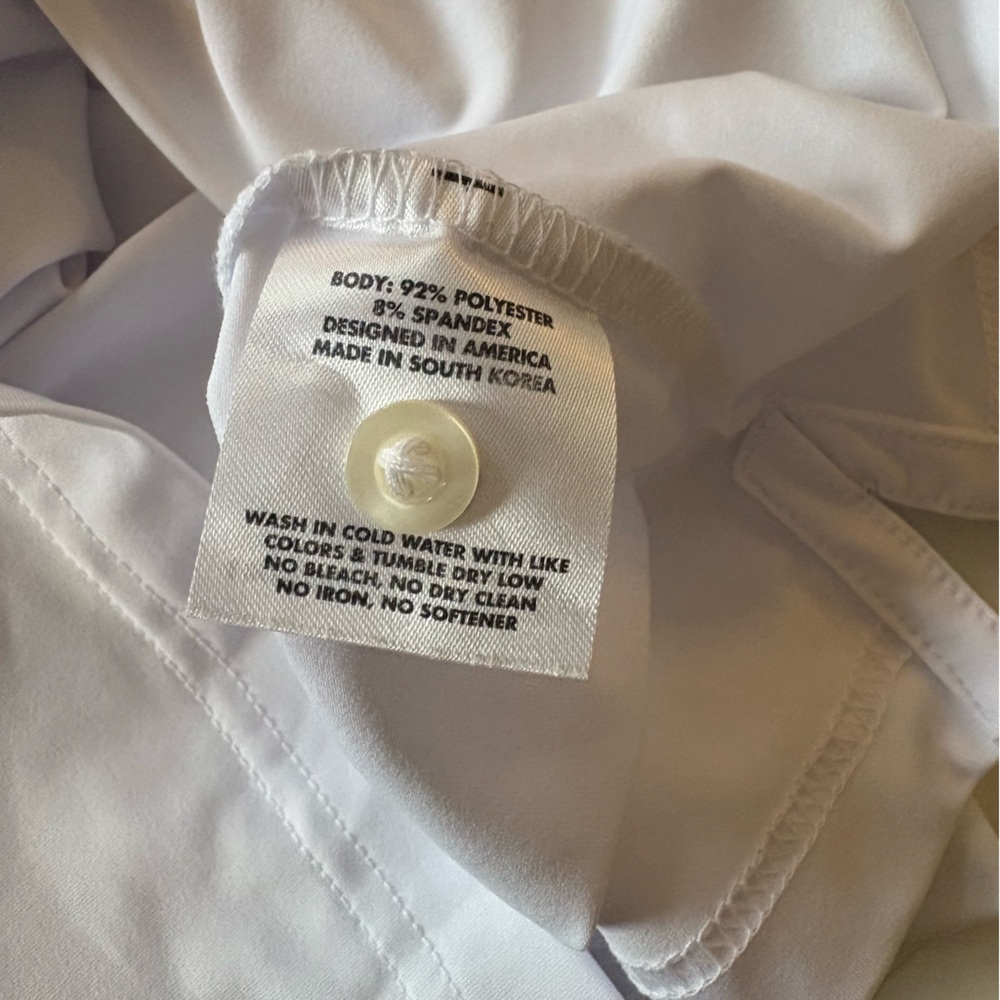 BODY: 92% POLYESTER
8% SPANDEX
DESIGNED IN AMERICA
MADE IN SOUTH KOREA
WASH IN COLD WATER WITH LIKE
COLORS & TUMBLE DRY LOW
NO BLEACH, NO DRY CLEAN
NO IRON, NO SOFTENER